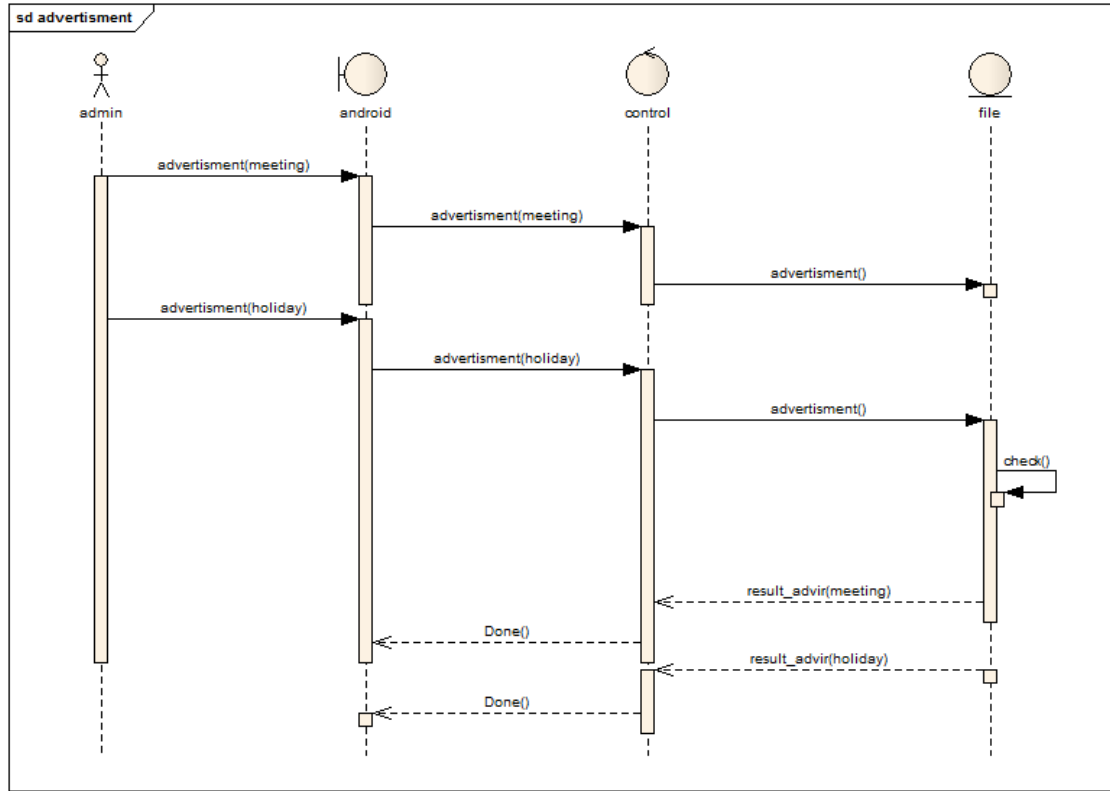 sd advertisment
admin
android
control
file
advertisment(meeting)
advertisment(meeting)
advertisment()
advertisment(holiday)
advertisment(holiday)
advertisment()
check()
result_advir(meeting)
Done()
result_advir(holiday)
Done()